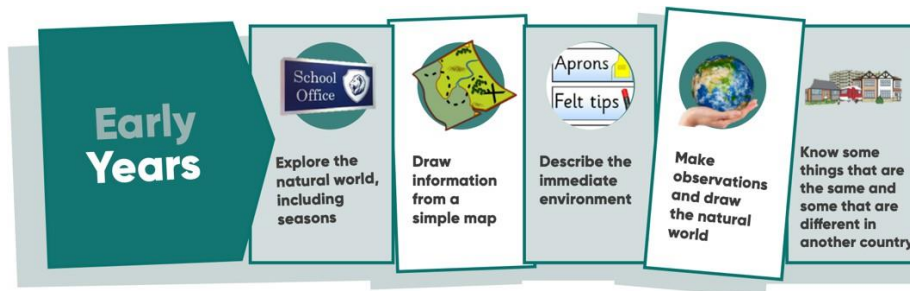 Early
Years
School
Office
Explore the
natural world,
including
seasons
Draw
information
from a
simple map
Aprons
Felt tips
Describe the
immediate
environment
Make
observations
and draw
the natural
world
Know some
things that are
the same and
some that are
different in
another country